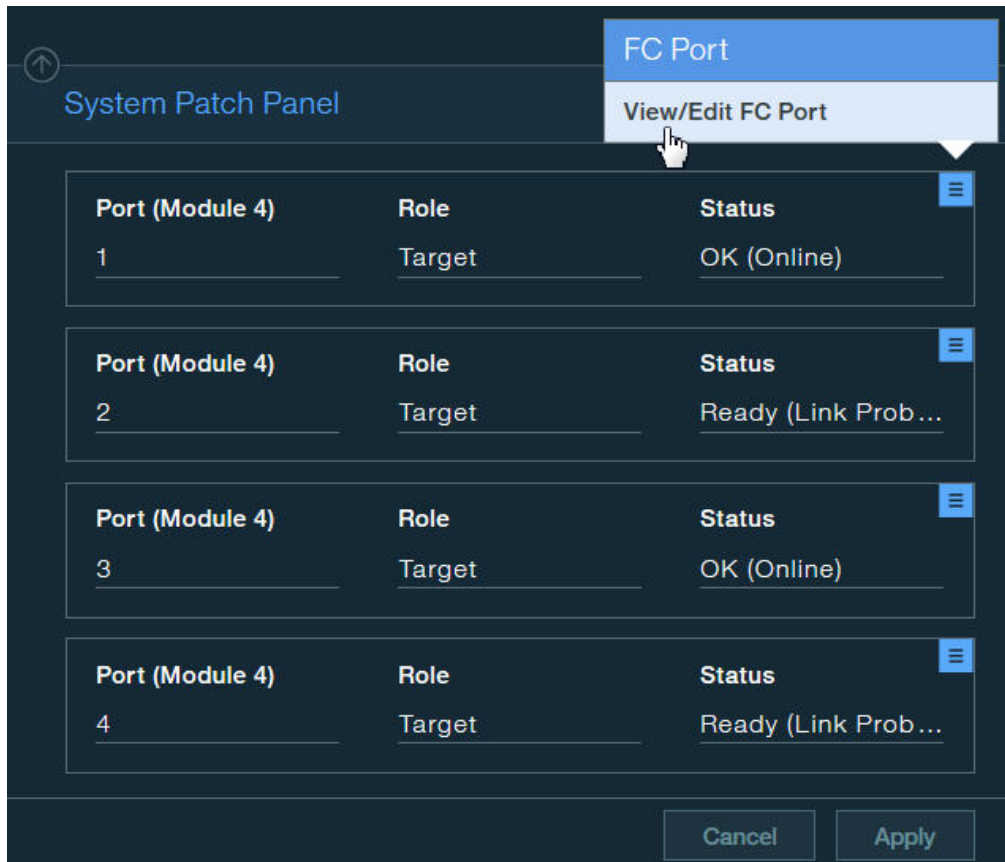 FC Port
System Patch Panel
View/Edit FC Port
Port (Module 4) Role Status
1 Target OK (Online)
Port (Module 4) Role Status
2 Target Ready (Link Prob...
Port (Module 4) Role Status
3 Target OK (Online)
Port (Module 4) Role Status
4 Target Ready (Link Prob...
Cancel Apply